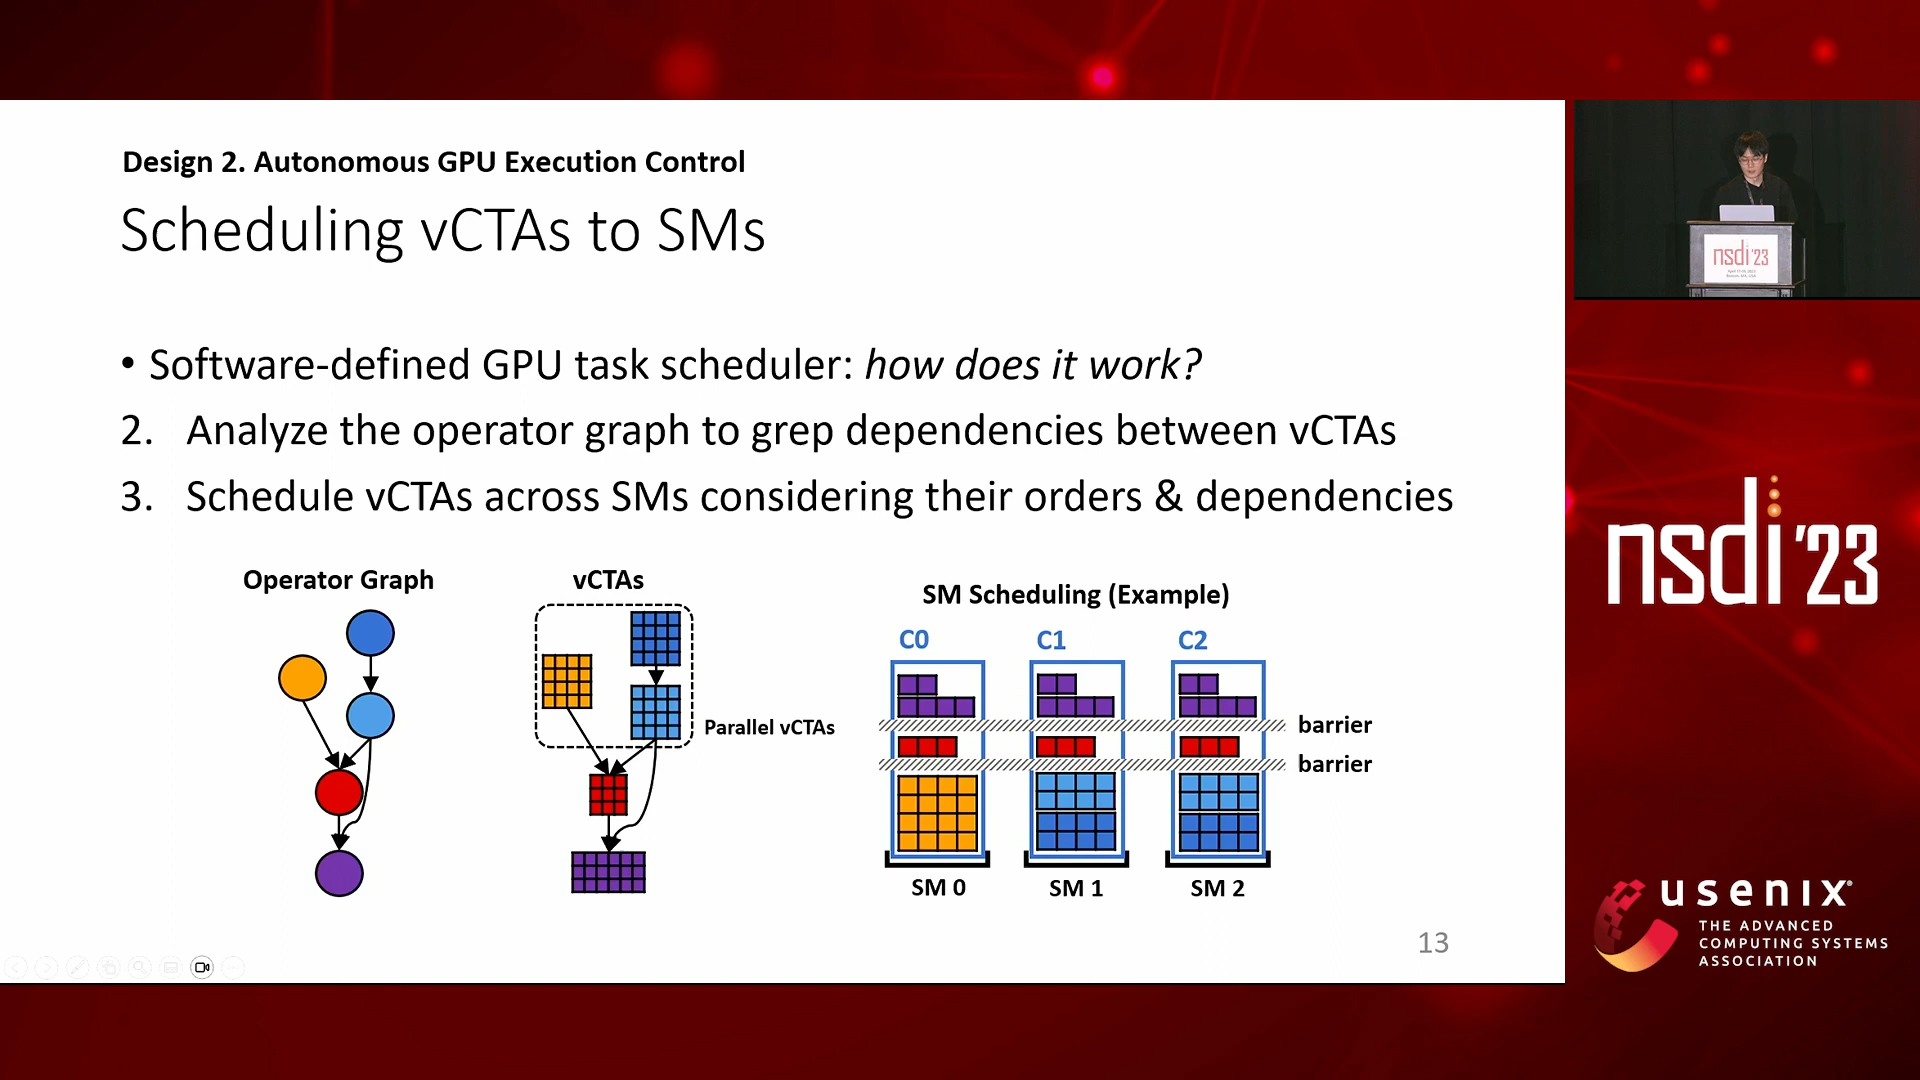 Design 2. Autonomous GPU Execution Control
Scheduling vCTAs to SMs
• Software-defined GPU task scheduler: how does it work?
2. Analyze the operator graph to grep dependencies between vCTAs
3. Schedule vCTAs across SMs considering their orders & dependencies
Operator Graph
vCTAs
Parallel vCTAs
SM Scheduling (Example)
C0 C1 C2
barrier
barrier
SM 0 SM 1 SM 2
13
nsdi '23
nsdi '23
usenix
THE ADVANCED
COMPUTING SYSTEMS
ASSOCIATION